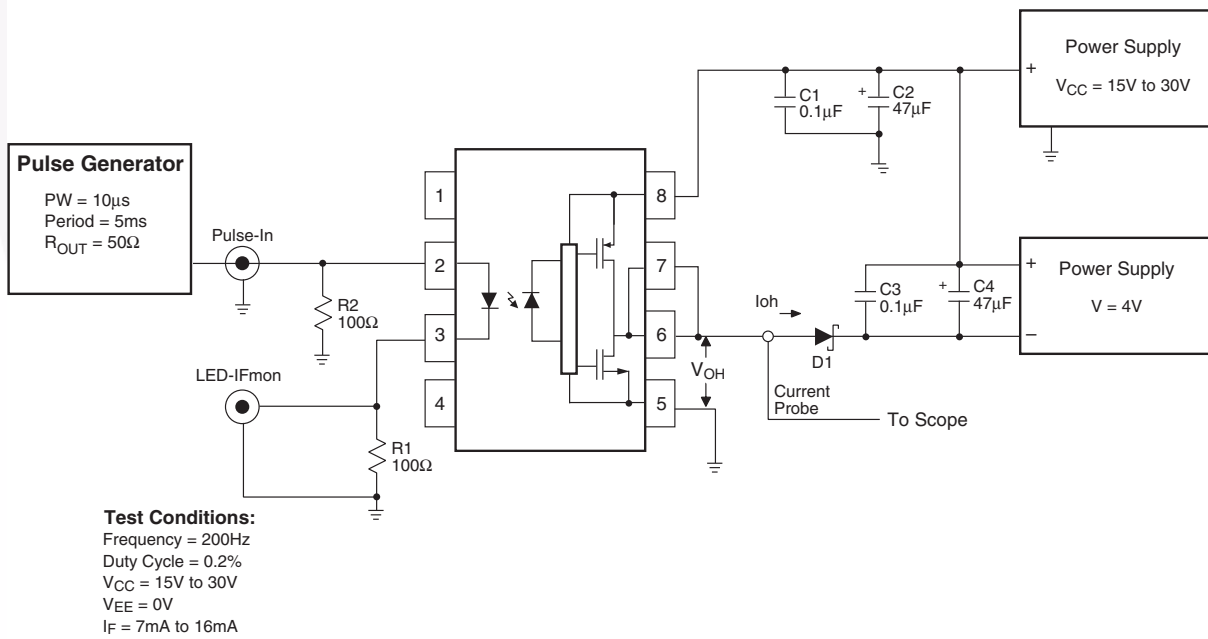 Pulse Generator
PW = 10μs
Period = 5ms
ROUT = 50Ω
Pulse-In
R2
100Ω
LED-IFmon
R1
100Ω
1
2
3
4
8
7
6
5
VOH
C1
0.1μF
+
C2
47μF
+
Power Supply
VCC = 15V to 30V
Ioh
D1
Current
Probe
To Scope
C3
0.1μF
+
C4
47μF
+
–
Power Supply
V = 4V
Test Conditions:
Frequency = 200Hz
Duty Cycle = 0.2%
VCC = 15V to 30V
VEE = 0V
IF = 7mA to 16mA